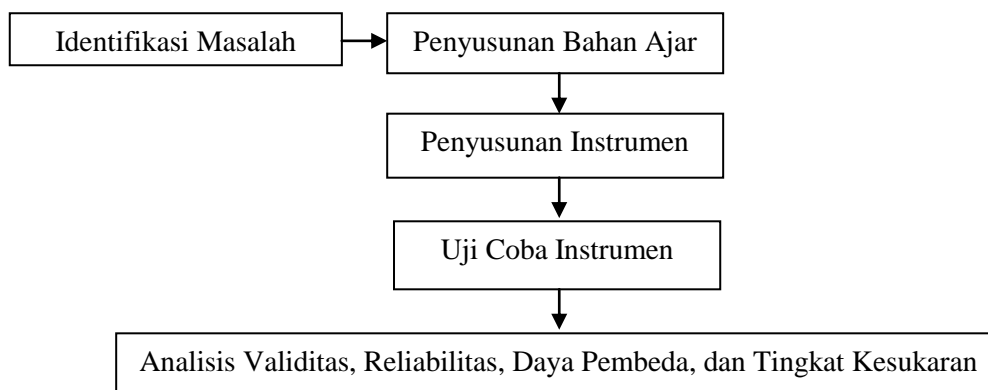 Identifikasi Masalah
Penyusunan Bahan Ajar
Penyusunan Instrumen
Uji Coba Instrumen
Analisis Validitas, Reliabilitas, Daya Pembeda, dan Tingkat Kesukaran